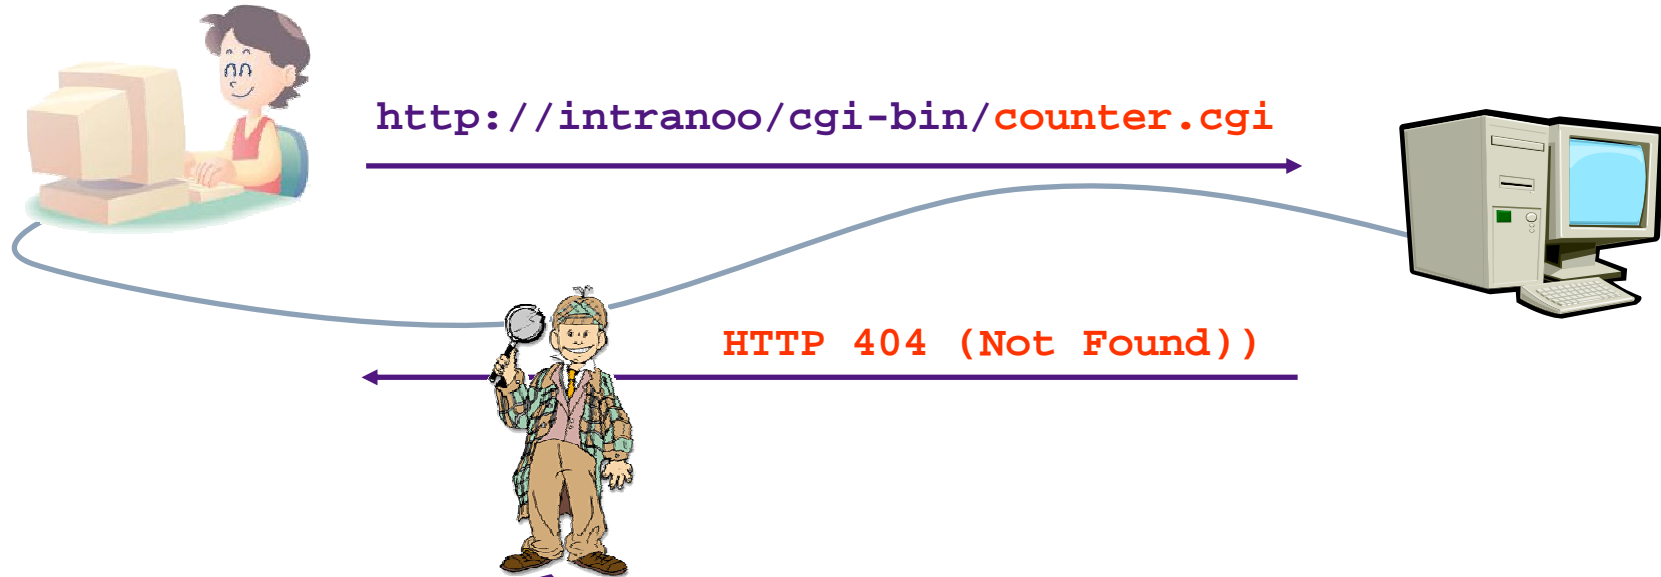 http://intranoo/cgi-bin/counter.cgi
HTTP 404 (Not Found))